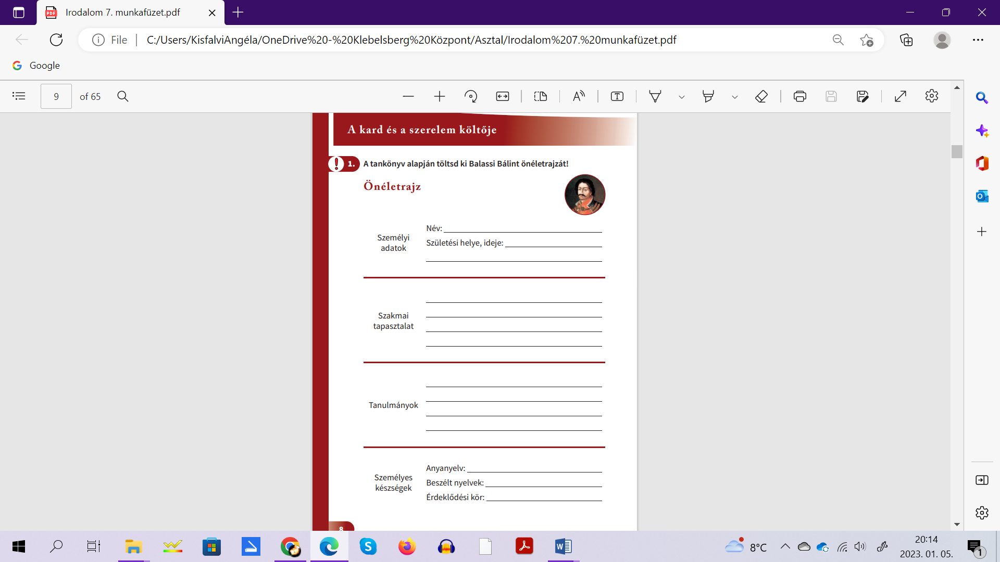 Irodalom 7. munkafüzet.pdf
File
C:/Users/KisfalviAngéla/OneDrive%20-%20Klebelsberg%20Központ/Asztal/Irodalom%207.%20munkafüzet.pdf
Google
9 of 65
A kard és a szerelem költője
1. A tankönyv alapján töltsd ki Balassi Bálint önéletrajzát!
Önéletrajz
Személyi
adatok
Név:
Születési helye, ideje:
Szakmai
tapasztalat
Tanulmányok
Személyes
készségek
Anyanyelv:
Beszélt nyelvek:
Érdeklődési kör:
8
8°C
20:14
2023. 01. 05.
1